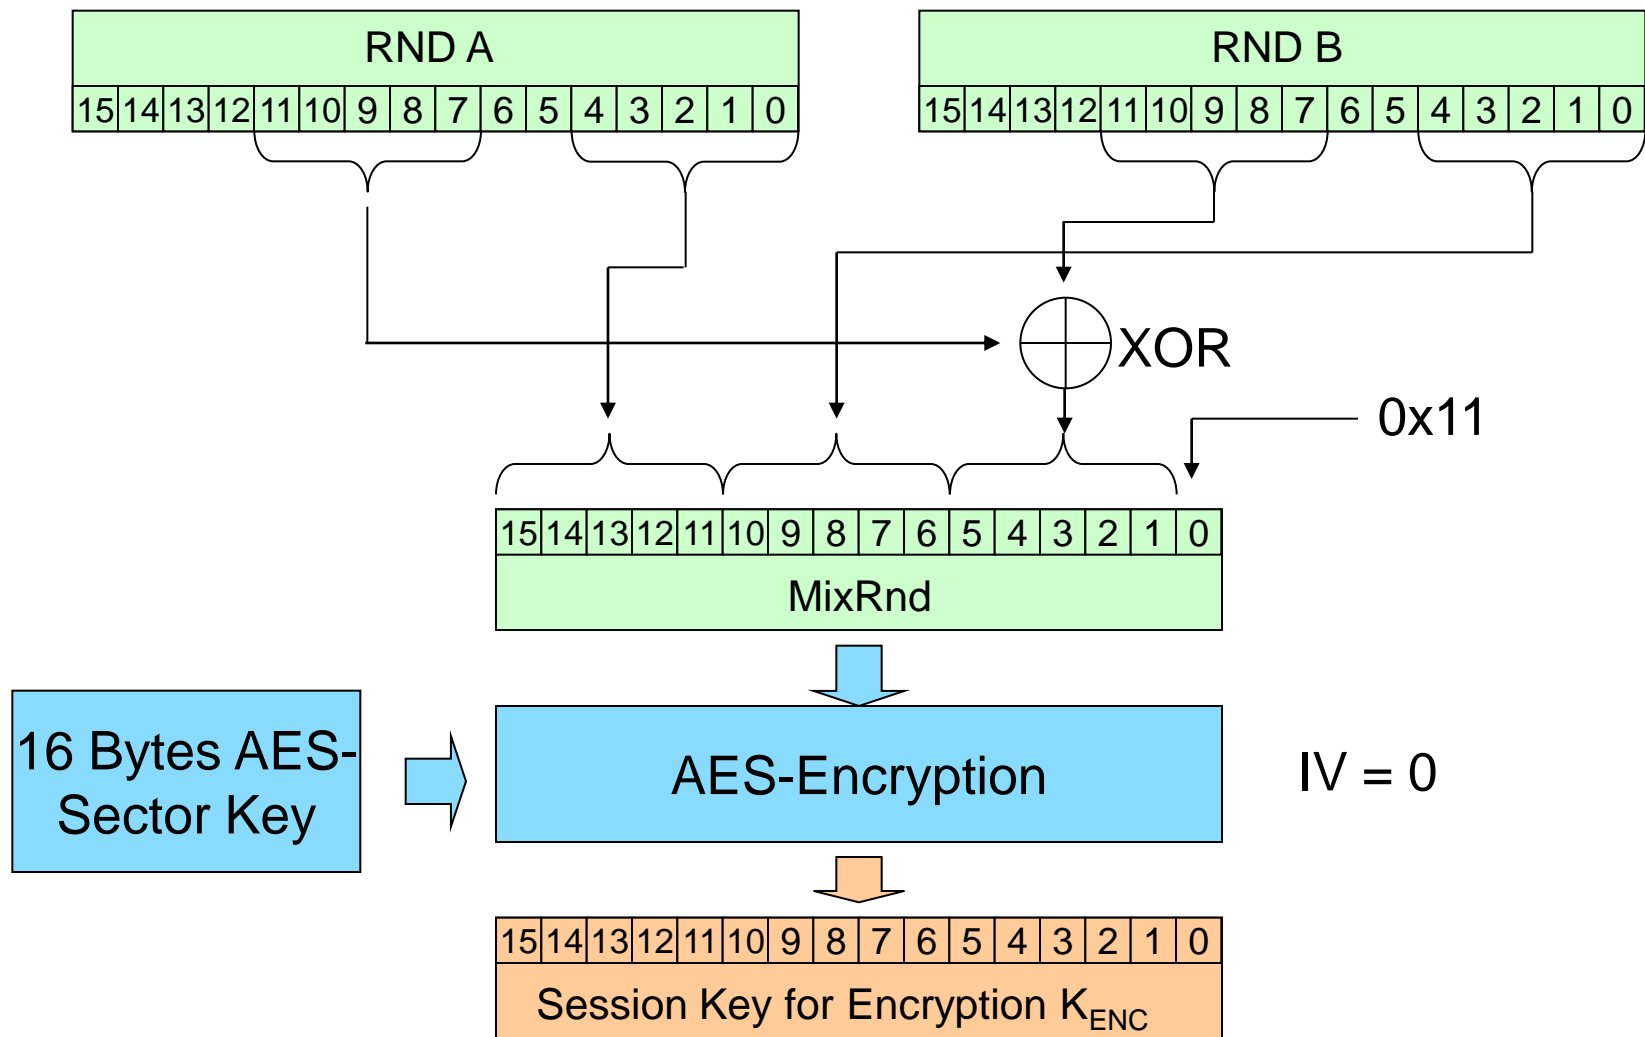 RND A
RND B
15 14 13 12 11 10 9 8 7 6 5 4 3 2 1 0
15 14 13 12 11 10 9 8 7 6 5 4 3 2 1 0
XOR
0x11
15 14 13 12 11 10 9 8 7 6 5 4 3 2 1 0
MixRnd
16 Bytes AES-
Sector Key
AES-Encryption
IV = 0
15 14 13 12 11 10 9 8 7 6 5 4 3 2 1 0
Session Key for Encryption KENC